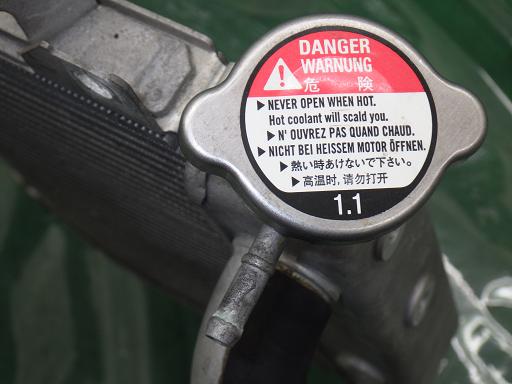 DANGER
WARNUNG
危 険
▶ NEVER OPEN WHEN HOT.
Hot coolant will scald you.
▶ N' OUVREZ PAS QUAND CHAUD.
▶ NICHT BEI HEISSEM MOTOR ÖFFNEN.
▶ 熱い時あけないで下さい。
▶ 高温时, 请勿打开
1.1